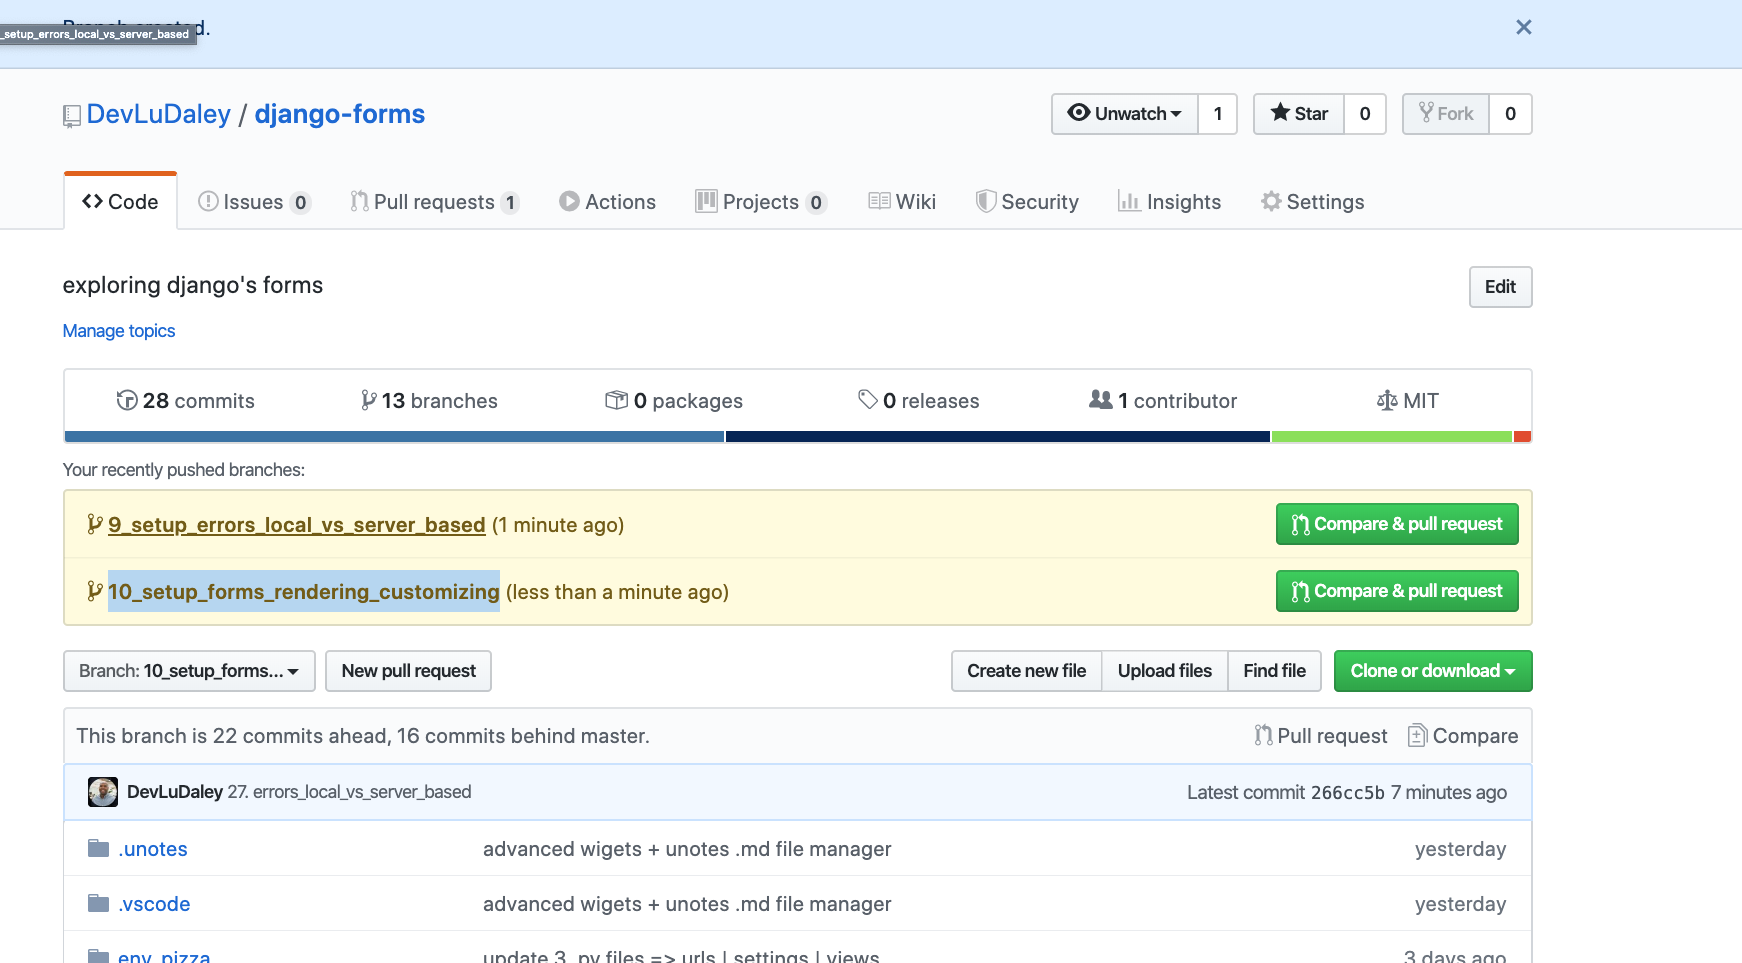 d.
_setup_errors_local_vs_server_based
DevLuDaley / django-forms
Unwatch 1 Star 0 Fork 0
Code Issues 0 Pull requests 1 Actions Projects 0 Wiki Security Insights Settings
exploring django's forms
Edit
Manage topics
28 commits 13 branches 0 packages 0 releases 1 contributor MIT
Your recently pushed branches:
9_setup_errors_local_vs_server_based (1 minute ago) Compare & pull request
10_setup_forms_rendering_customizing (less than a minute ago) Compare & pull request
Branch: 10_setup_forms... New pull request Create new file Upload files Find file Clone or download
This branch is 22 commits ahead, 16 commits behind master. Pull request Compare
DevLuDaley 27. errors_local_vs_server_based Latest commit 266cc5b 7 minutes ago
.unotes advanced wigets + unotes .md file manager yesterday
.vscode advanced wigets + unotes .md file manager yesterday
env_pizza update 3 .py files => urls | settings | views 3 days ago